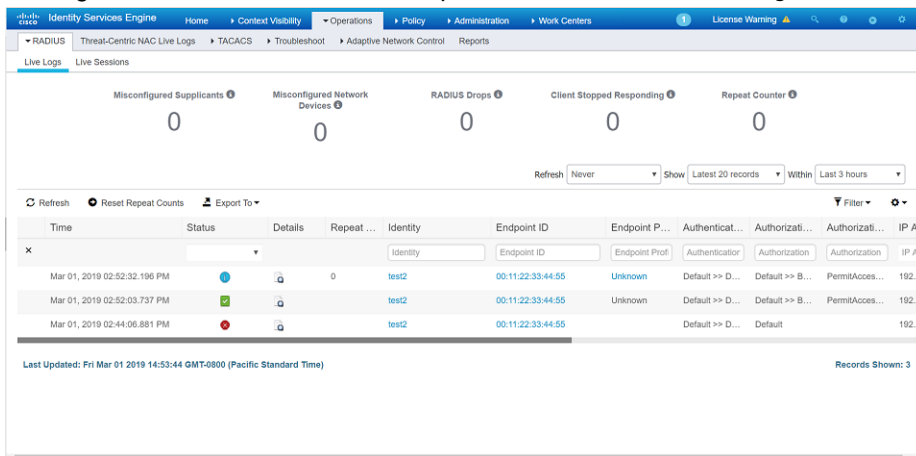 cisco Identity Services Engine Home Context Visibility Operations Policy Administration Work Centers 1 License Warning
RADIUS Threat-Centric NAC Live Logs TACACS Troubleshoot Adaptive Network Control Reports
Live Logs Live Sessions
Misconfigured Supplicants Misconfigured Network Devices RADIUS Drops Client Stopped Responding Repeat Counter
0 0 0 0 0
Refresh Never Show Latest 20 records Within Last 3 hours
Refresh Reset Repeat Counts Export To Filter
Time Status Details Repeat ... Identity Endpoint ID Endpoint P... Authenticat... Authorizati... Authorizati... IP A
× Identity Endpoint ID Endpoint Profi Authentication Authorization Authorization IP A
Mar 01, 2019 02:52:32.196 PM 0 test2 00:11:22:33:44:55 Unknown Default >> D... Default >> B... PermitAcces... 192.
Mar 01, 2019 02:52:03.737 PM test2 00:11:22:33:44:55 Unknown Default >> D... Default >> B... PermitAcces... 192.
Mar 01, 2019 02:44:06.881 PM test2 00:11:22:33:44:55 Default >> D... Default 192.
Last Updated: Fri Mar 01 2019 14:53:44 GMT-0800 (Pacific Standard Time) Records Shown: 3